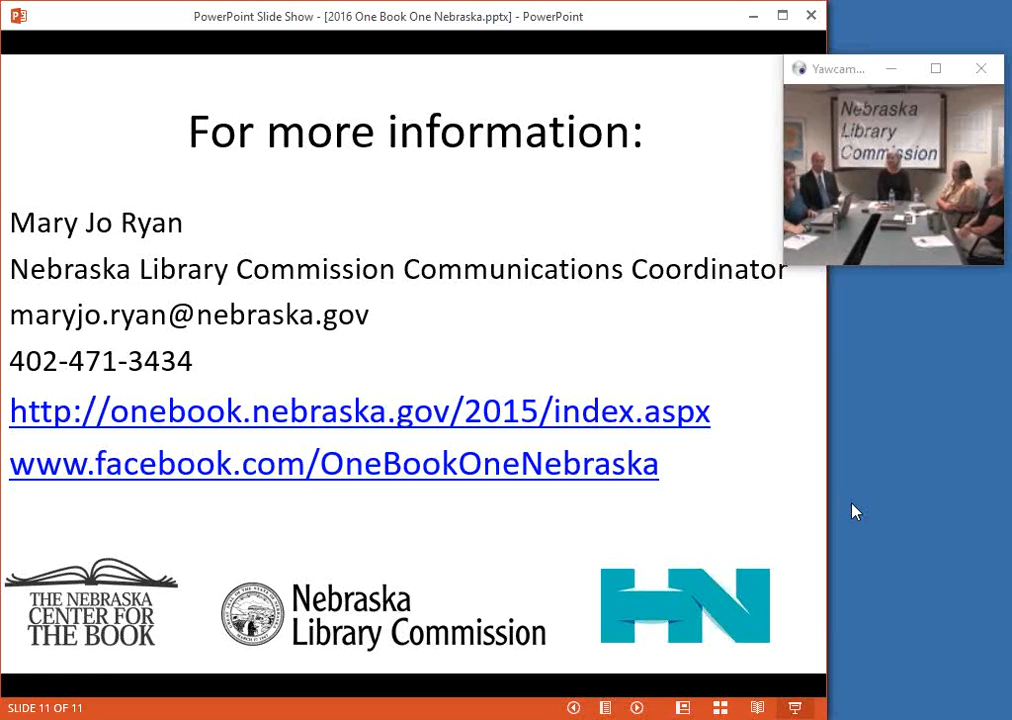 PowerPoint Slide Show - [2016 One Book One Nebraska.pptx] - PowerPoint
Yawcam...
Nebraska
Library
Commission
For more information:
Mary Jo Ryan
Nebraska Library Commission Communications Coordinator
maryjo.ryan@nebraska.gov
402-471-3434
http://onebook.nebraska.gov/2015/index.aspx
www.facebook.com/OneBookOneNebraska
THE NEBRASKA
CENTER FOR
THE BOOK
Nebraska
Library Commission
HN
SLIDE 11 OF 11